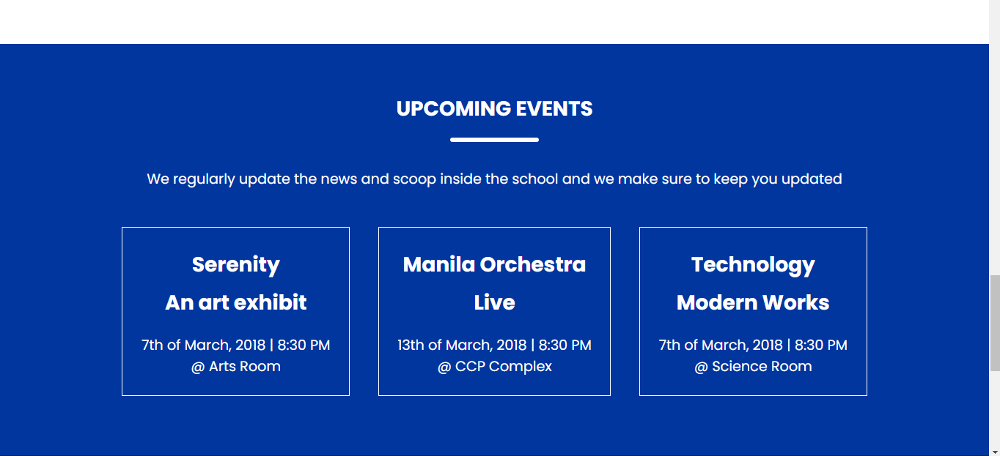 UPCOMING EVENTS
We regularly update the news and scoop inside the school and we make sure to keep you updated
Serenity
An art exhibit
7th of March, 2018 | 8:30 PM
@ Arts Room
Manila Orchestra
Live
13th of March, 2018 | 8:30 PM
@ CCP Complex
Technology
Modern Works
7th of March, 2018 | 8:30 PM
@ Science Room